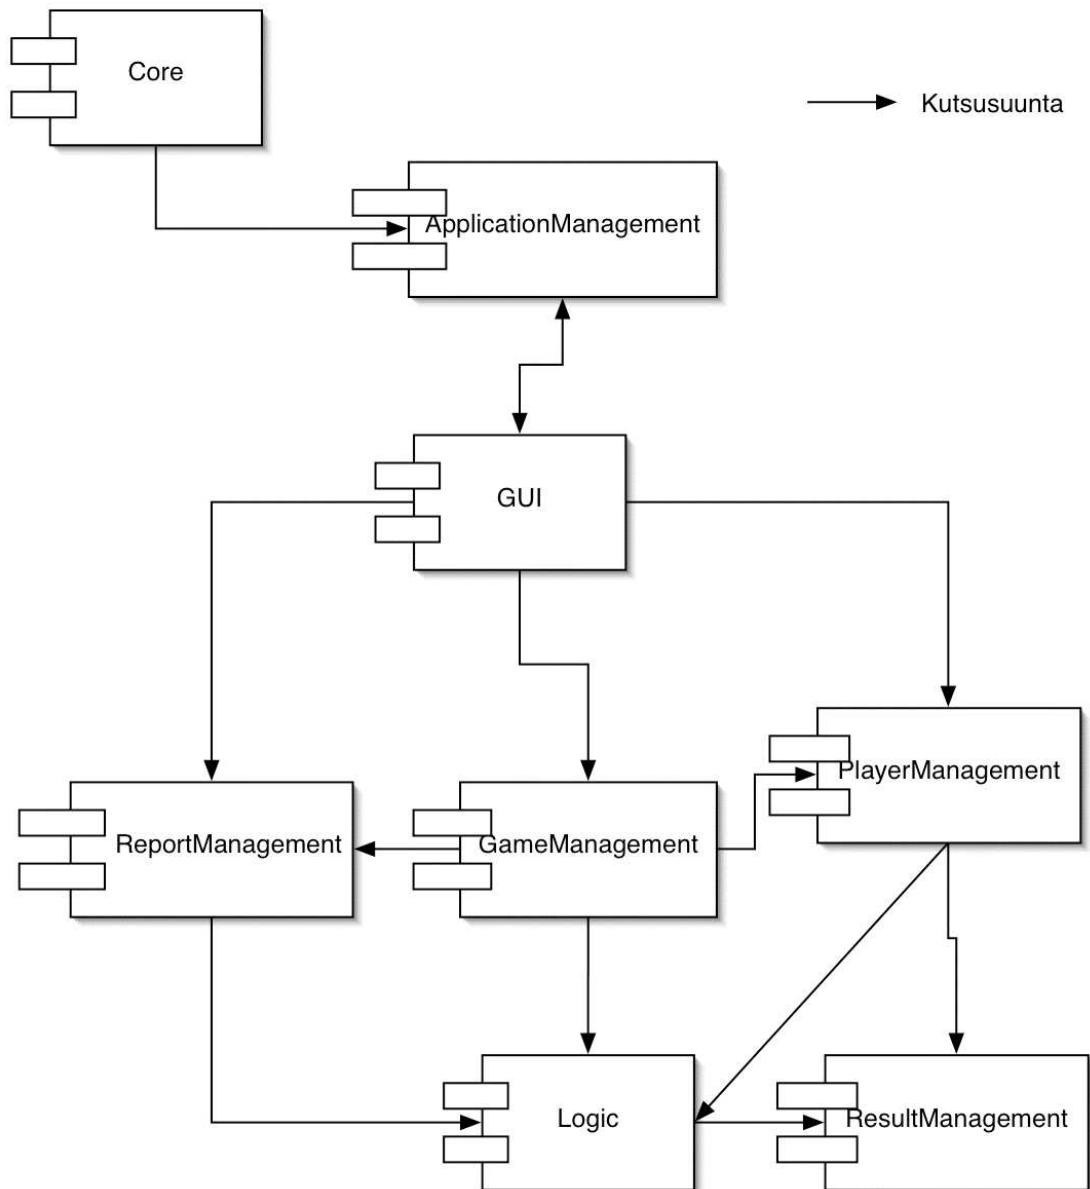 Core
Kutsusuunta
ApplicationManagement
GUI
PlayerManagement
ReportManagement
GameManagement
Logic
ResultManagement